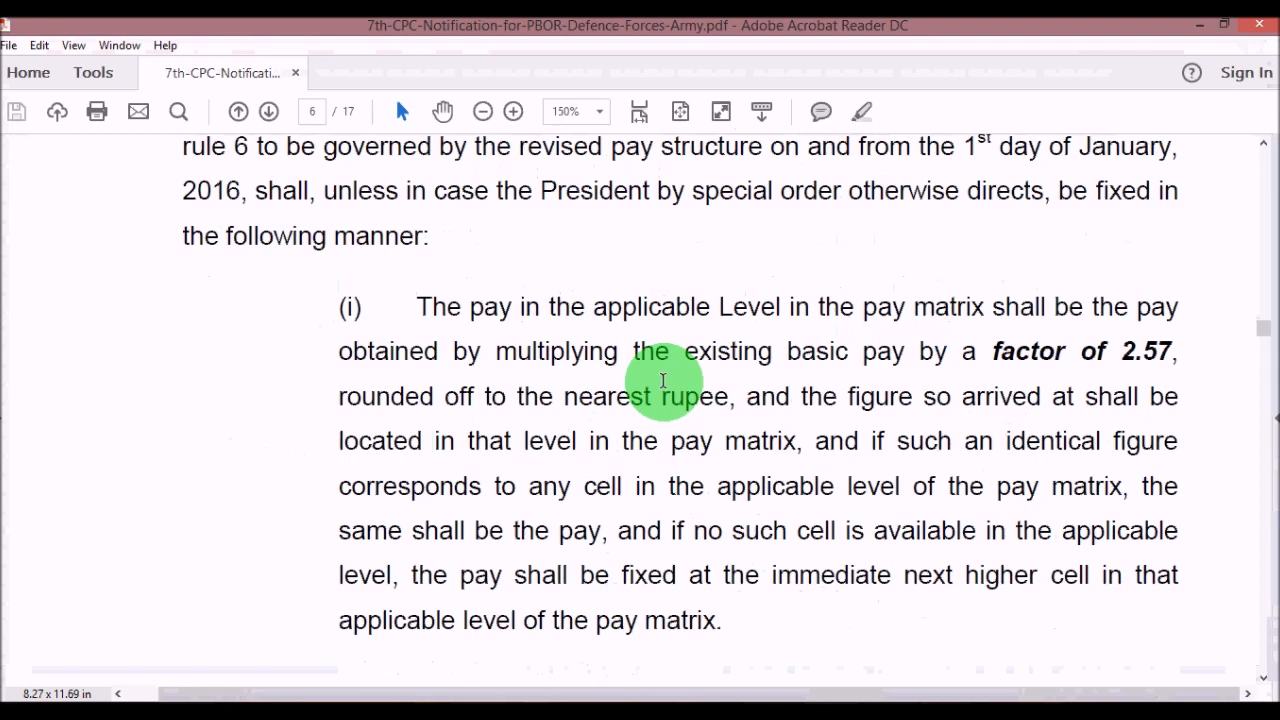 7th-CPC-Notification-for-PBOR-Defence-Forces-Army.pdf - Adobe Acrobat Reader DC
File Edit View Window Help
Home Tools 7th-CPC-Notificati... × ? Sign In
6 / 17 150%
rule 6 to be governed by the revised pay structure on and from the 1st day of January,
2016, shall, unless in case the President by special order otherwise directs, be fixed in
the following manner:
(i) The pay in the applicable Level in the pay matrix shall be the pay
obtained by multiplying the existing basic pay by a factor of 2.57,
rounded off to the nearest rupee, and the figure so arrived at shall be
located in that level in the pay matrix, and if such an identical figure
corresponds to any cell in the applicable level of the pay matrix, the
same shall be the pay, and if no such cell is available in the applicable
level, the pay shall be fixed at the immediate next higher cell in that
applicable level of the pay matrix.
8.27 x 11.69 in